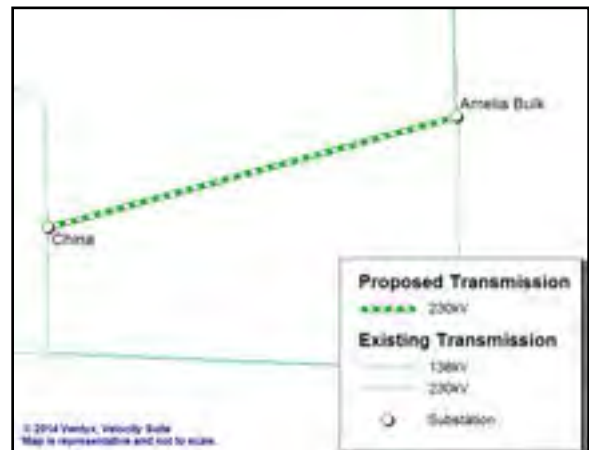 Amelia Bulk
China
Proposed Transmission
230kV
Existing Transmission
138kV
230kV
Substation
© 2014 Ventyx, Velocity Suite
Map is representative and not to scale.